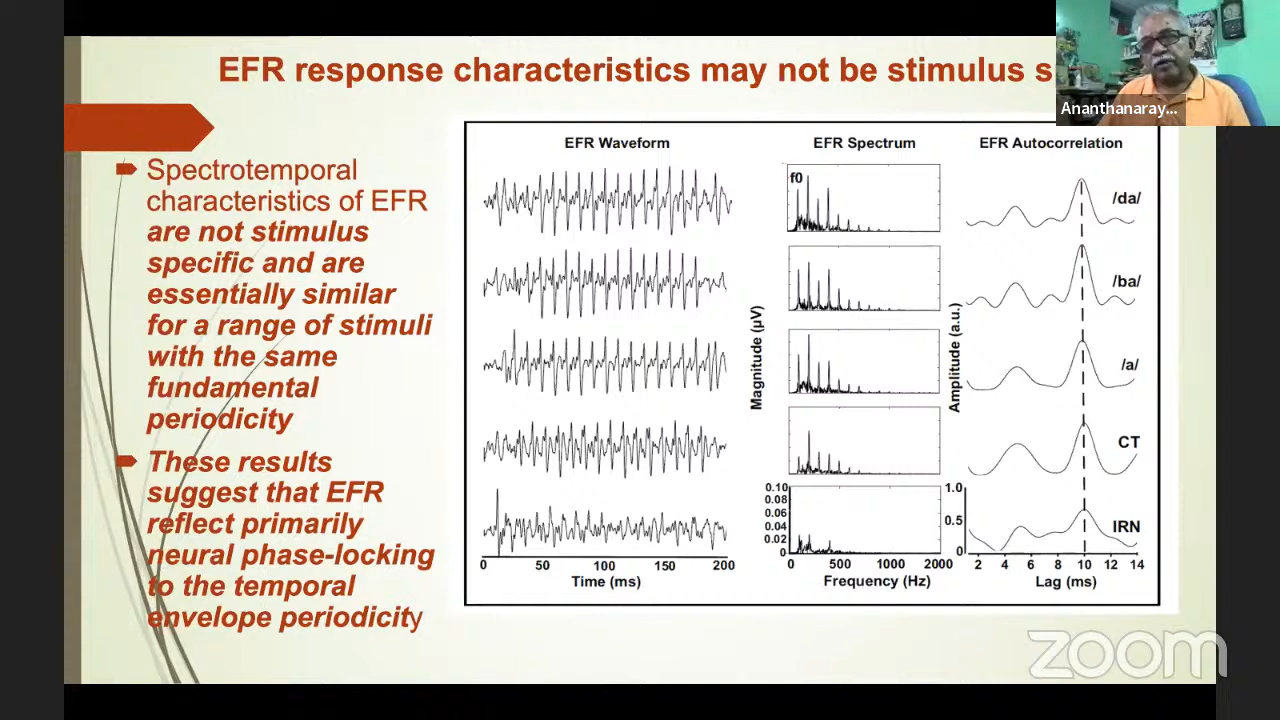 EFR response characteristics may not be stimulus s
Ananthanaray...
Spectrotemporal
characteristics of EFR
are not stimulus
specific and are
essentially similar
for a range of stimuli
with the same
fundamental
periodicity
These results
suggest that EFR
reflect primarily
neural phase-locking
to the temporal
envelope periodicity
EFR Waveform
EFR Spectrum
EFR Autocorrelation
f0
/da/
/ba/
/a/
CT
IRN
Magnitude (µV)
Amplitude (a.u.)
0.10
0.08
0.06
0.04
0.02
0
1.0
0.5
0
0 50 100 150 200
Time (ms)
0 500 1000 1500 2000
Frequency (Hz)
2 4 6 8 10 12 14
Lag (ms)
zoom